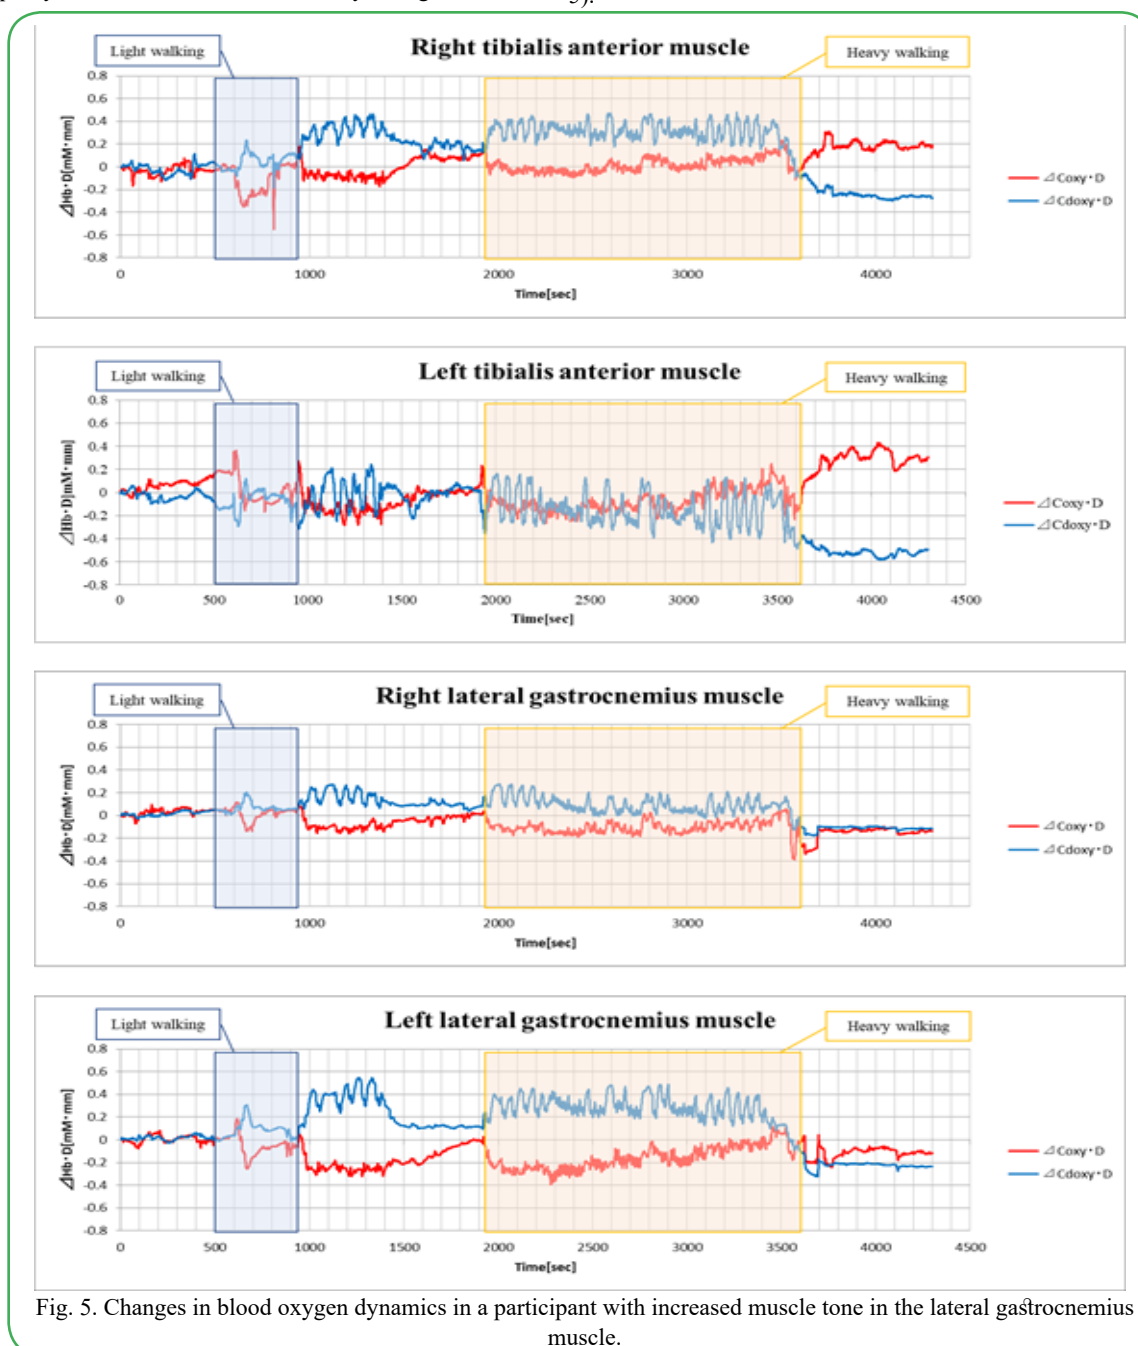 5).
Light walking
Right tibialis anterior muscle
Heavy walking
0.8
0.6
0.4
0.2
0
-0.2
-0.4
-0.6
-0.8
⊿Hb·D[mM·mm]
0 1000 2000 3000 4000
Time[sec]
⊿Coxy·D
⊿Cdoxy·D
Light walking
Left tibialis anterior muscle
Heavy walking
0.8
0.6
0.4
0.2
0
-0.2
-0.4
-0.6
-0.8
⊿Hb·D]mM·mm]
0 500 1000 1500 2000 2500 3000 3500 4000 4500
Time[sec]
⊿Coxy·D
⊿Cdoxy·D
Light walking
Right lateral gastrocnemius muscle
Heavy walking
0.8
0.6
0.4
0.2
0
-0.2
-0.4
-0.6
-0.8
⊿Hb·D[mM·mm]
0 1000 2000 3000 4000
Time[sec]
⊿Coxy·D
⊿Cdoxy·D
Light walking
Left lateral gastrocnemius muscle
Heavy walking
0.8
0.6
0.4
0.2
0
-0.2
-0.4
-0.6
-0.8
⊿Hb·D[mM·mm]
0 500 1000 1500 2000 2500 3000 3500 4000 4500
Time[sec]
⊿Coxy·D
⊿Cdoxy·D
Fig. 5. Changes in blood oxygen dynamics in a participant with increased muscle tone in the lateral gastrocnemius
muscle.